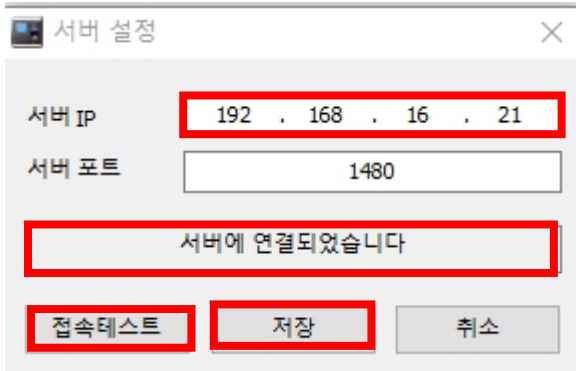 서버 설정
서버 IP 192 . 168 . 16 . 21
서버 포트 1480
서버에 연결되었습니다
접속테스트 저장 취소